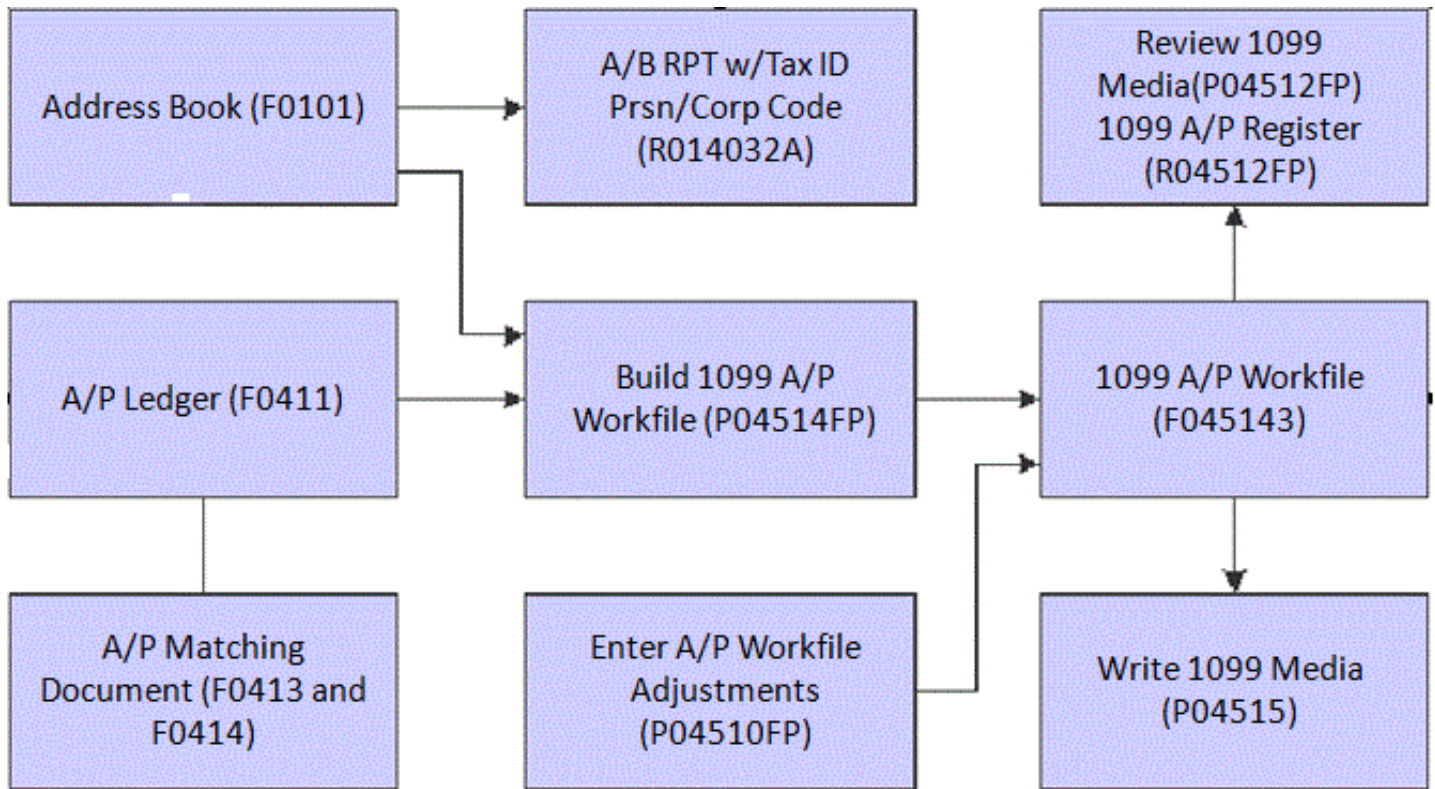 Address Book (F0101)
A/B RPT w/Tax ID
Prsn/Corp Code
(R014032A)
Review 1099
Media(P04512FP)
1099 A/P Register
(R04512FP)
A/P Ledger (F0411)
Build 1099 A/P
Workfile (P04514FP)
1099 A/P Workfile
(F045143)
A/P Matching
Document (F0413 and
F0414)
Enter A/P Workfile
Adjustments
(P04510FP)
Write 1099 Media
(P04515)